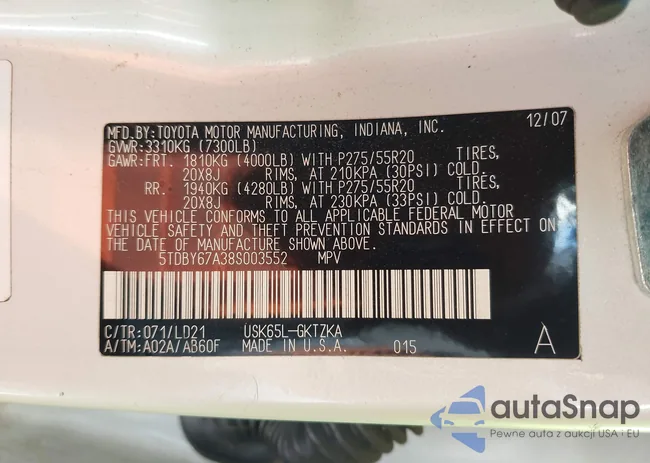 MFD.BY:TOYOTA MOTOR MANUFACTURING, INDIANA, INC. 12/07
GVWR:3310KG (7300LB)
GAWR:FRT. 1810KG (4000LB) WITH P275/55R20 TIRES,
20X8J RIMS, AT 210KPA (30PSI) COLD.
RR. 1940KG (4280LB) WITH P275/55R20 TIRES,
20X8J RIMS, AT 230KPA (33PSI) COLD.
THIS VEHICLE CONFORMS TO ALL APPLICABLE FEDERAL MOTOR
VEHICLE SAFETY AND THEFT PREVENTION STANDARDS IN EFFECT ON
THE DATE OF MANUFACTURE SHOWN ABOVE.
5TDBY67A38S003552 MPV
C/TR:071/LD21 USK65L-GKTZKA
A/TM:A02A/AB60F MADE IN U.S.A. 015 A
autaSnap
Pewne auta z aukcji USA i EU